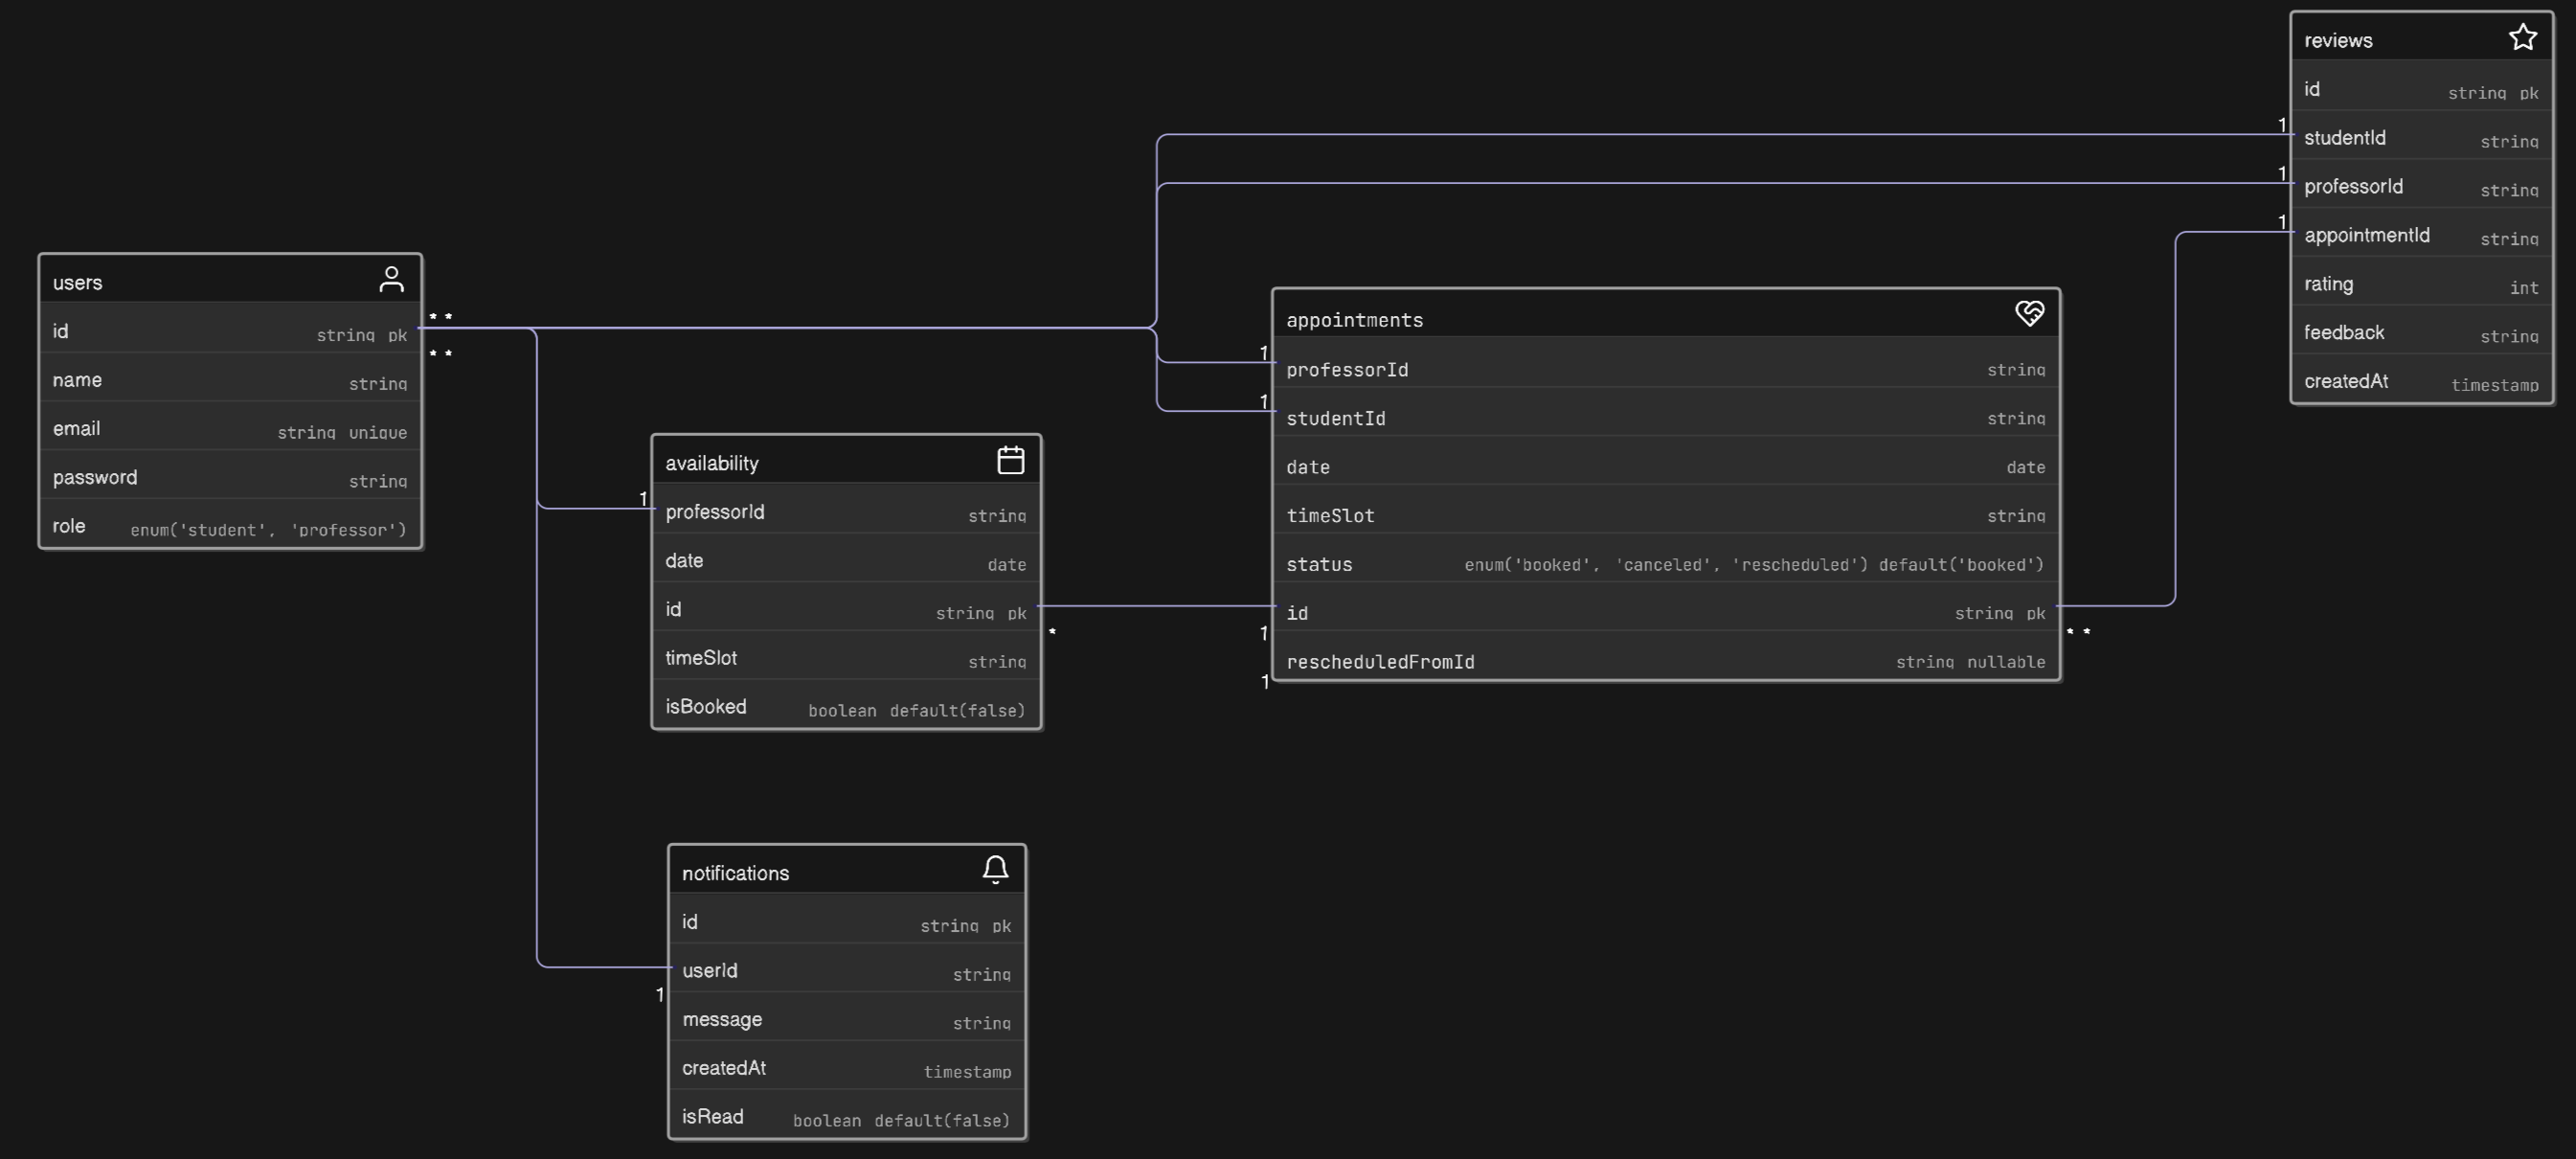 users
id string pk
name string
email string unique
password string
role enum('student', 'professor')
* *
* *
availability
1
professorId string
date date
id string pk
*
timeSlot string
isBooked boolean default(false)
notifications
id string pk
userId string
1
message string
createdAt timestamp
isRead boolean default(false)
appointments
1
professorId string
1
studentId string
date date
timeSlot string
status enum('booked', 'canceled', 'rescheduled') default('booked')
id string pk
1
* *
rescheduledFromId string nullable
1
reviews
id string pk
1
studentId string
1
professorId string
1
appointmentId string
rating int
feedback string
createdAt timestamp